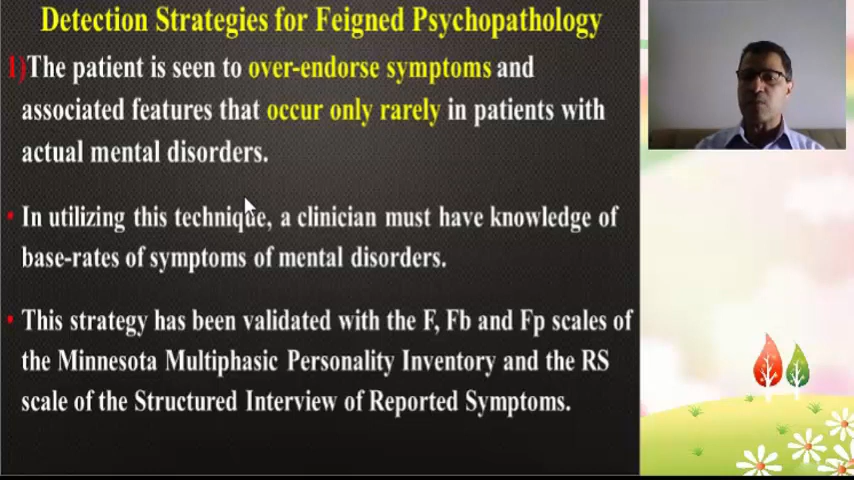 Detection Strategies for Feigned Psychopathology
1)The patient is seen to over-endorse symptoms and
associated features that occur only rarely in patients with
actual mental disorders.
• In utilizing this technique, a clinician must have knowledge of
base-rates of symptoms of mental disorders.
• This strategy has been validated with the F, Fb and Fp scales of
the Minnesota Multiphasic Personality Inventory and the RS
scale of the Structured Interview of Reported Symptoms.